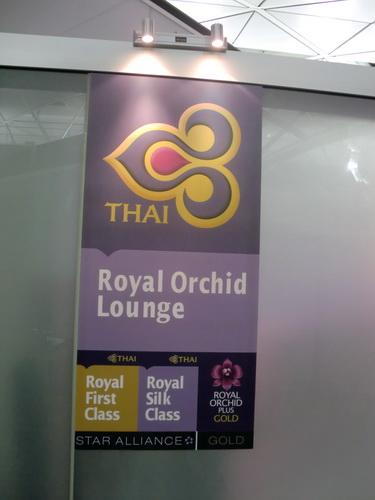 THAI
Royal Orchid
Lounge
THAI
Royal
First
Class
THAI
Royal
Silk
Class
ROYAL
ORCHID
PLUS
GOLD
STAR ALLIANCE
GOLD